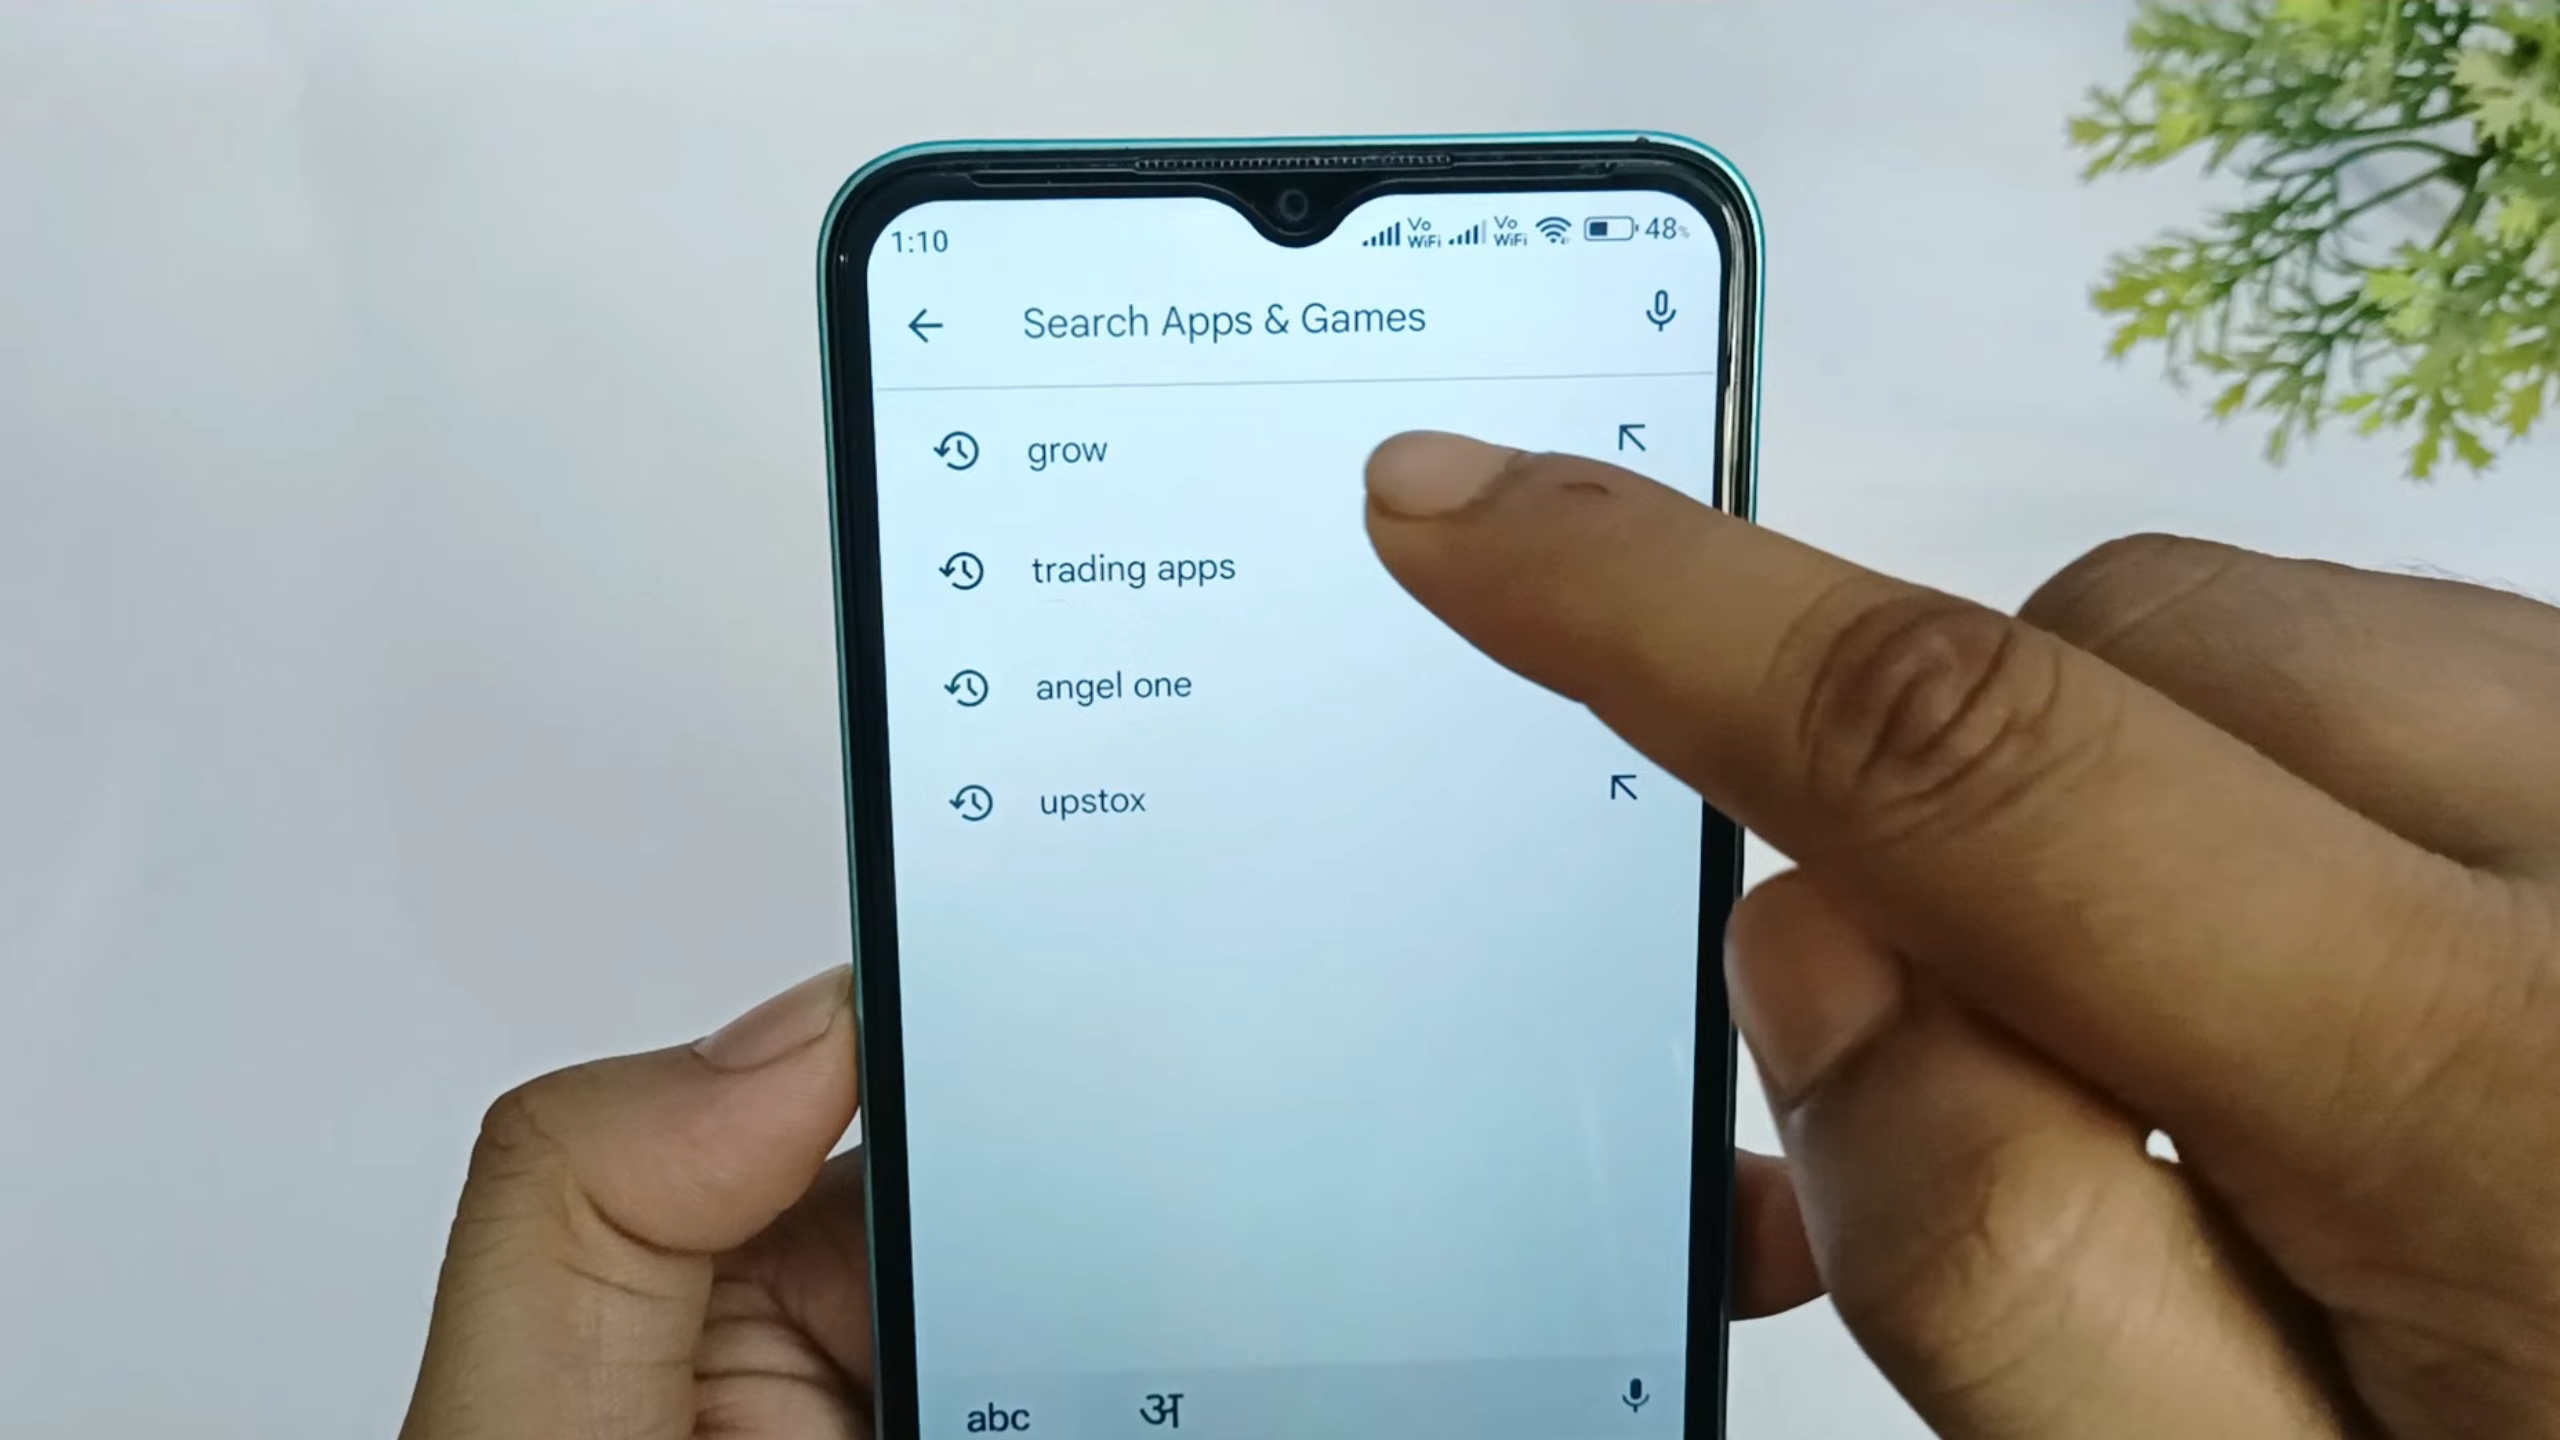 1:10 Vo WiFi Vo WiFi 48%
Search Apps & Games
grow
trading apps
angel one
upstox
abc अ